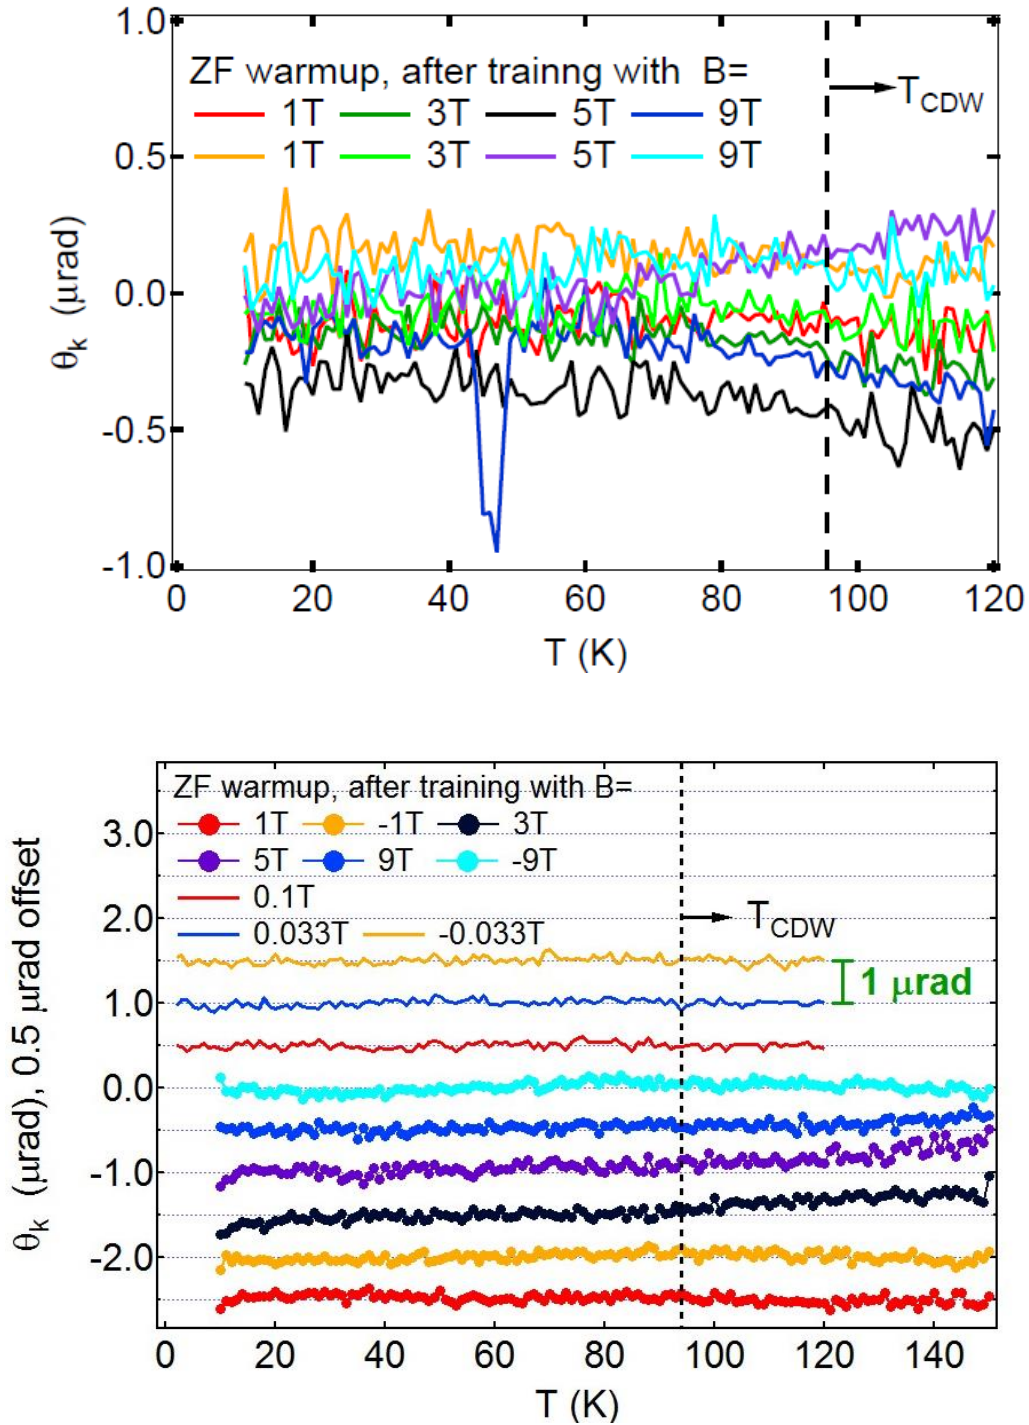 1.0
ZF warmup, after trainng with B=
1T 3T 5T 9T
1T 3T 5T 9T
T_CDW
0.5
0.0
-0.5
-1.0
θ_k (μrad)
0 20 40 60 80 100 120
T (K)
ZF warmup, after training with B=
1T -1T 3T
5T 9T -9T
0.1T
0.033T -0.033T
T_CDW
1 μrad
3.0
2.0
1.0
0.0
-1.0
-2.0
θ_k (μrad), 0.5 μrad offset
0 20 40 60 80 100 120 140
T (K)